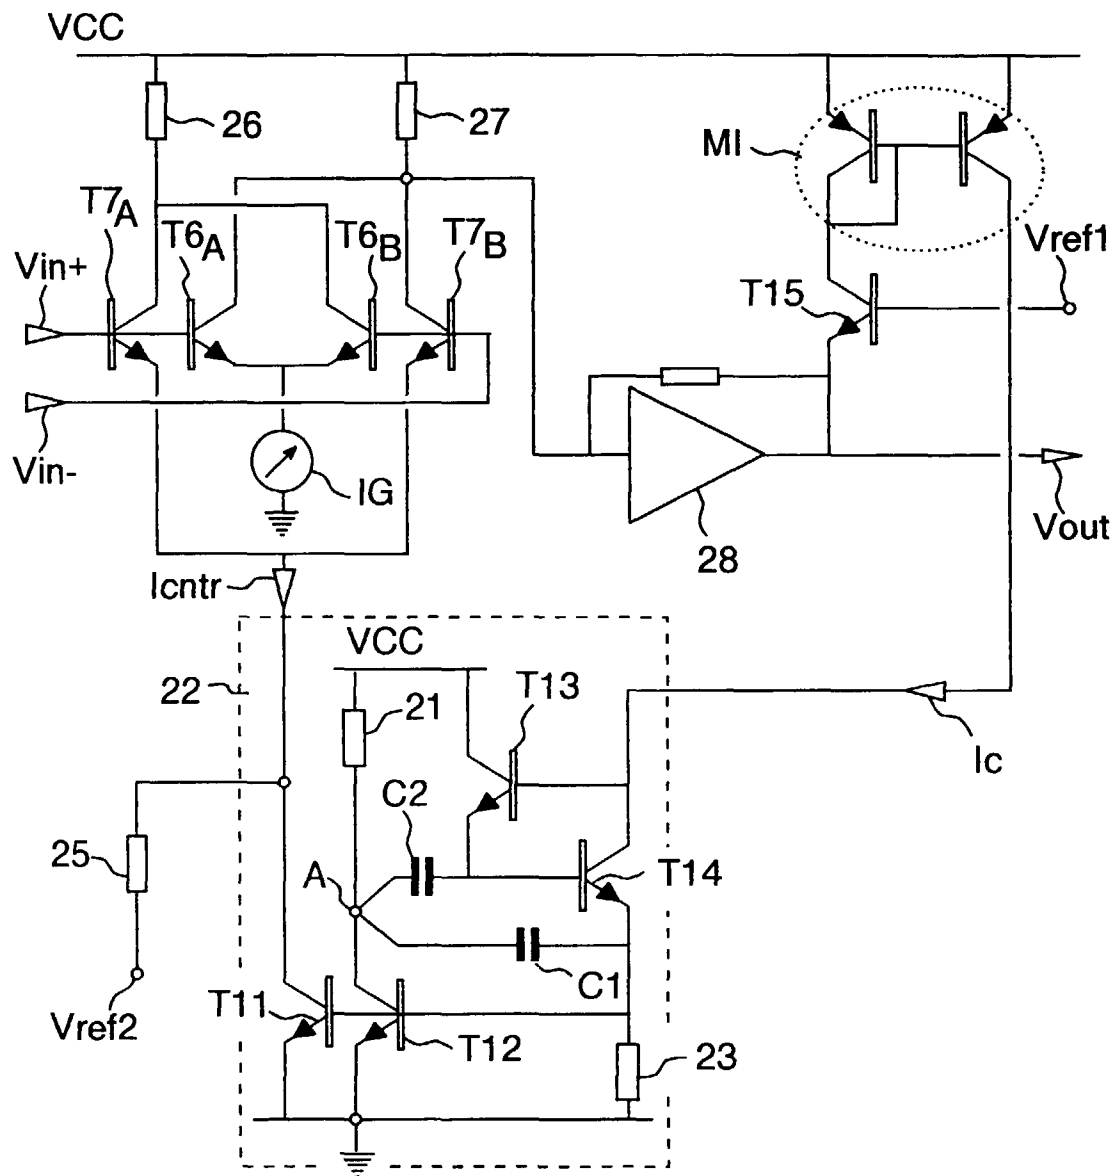 VCC
26
27
MI
T7A
T6A
T6B
T7B
Vref1
Vin+
T15
Vin-
IG
28
Vout
Icntr
VCC
22
21
T13
Ic
C2
25
A
T14
C1
T11
Vref2
T12
23